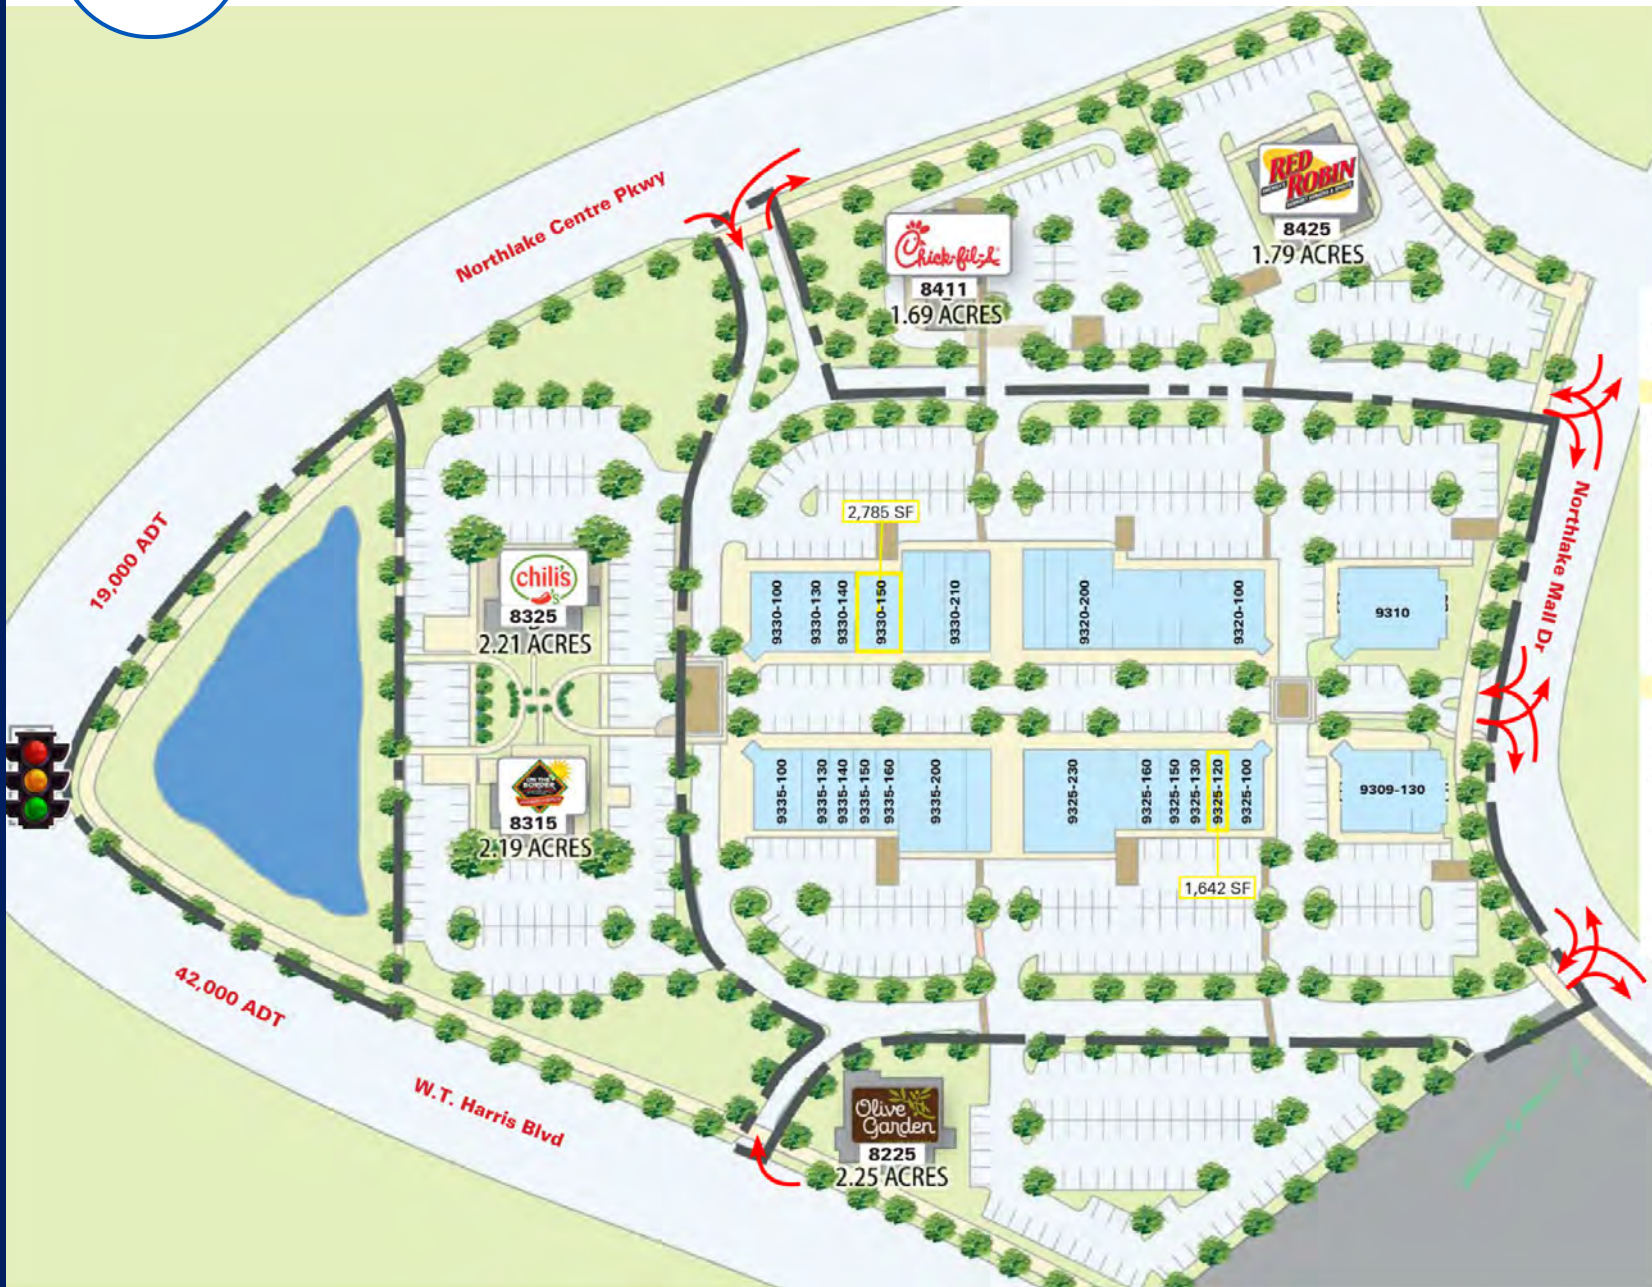 Northlake Centre Pkwy
RED
ROBIN
8425
1.79 ACRES
Chick-fil-A
8411
1.69 ACRES
19,000 ADT
Northlake Mall Dr
2,785 SF
9330-100
9330-130
9330-140
9330-150
9330-210
9320-200
9320-100
9310
chili's
8325
2.21 ACRES
ON THE
BORDER
8315
2.19 ACRES
9335-100
9335-130
9335-140
9335-150
9335-160
9335-200
9325-230
9325-160
9325-150
9325-130
9325-120
9325-100
9309-130
1,642 SF
42,000 ADT
W.T. Harris Blvd
Olive
Garden
8225
2.25 ACRES